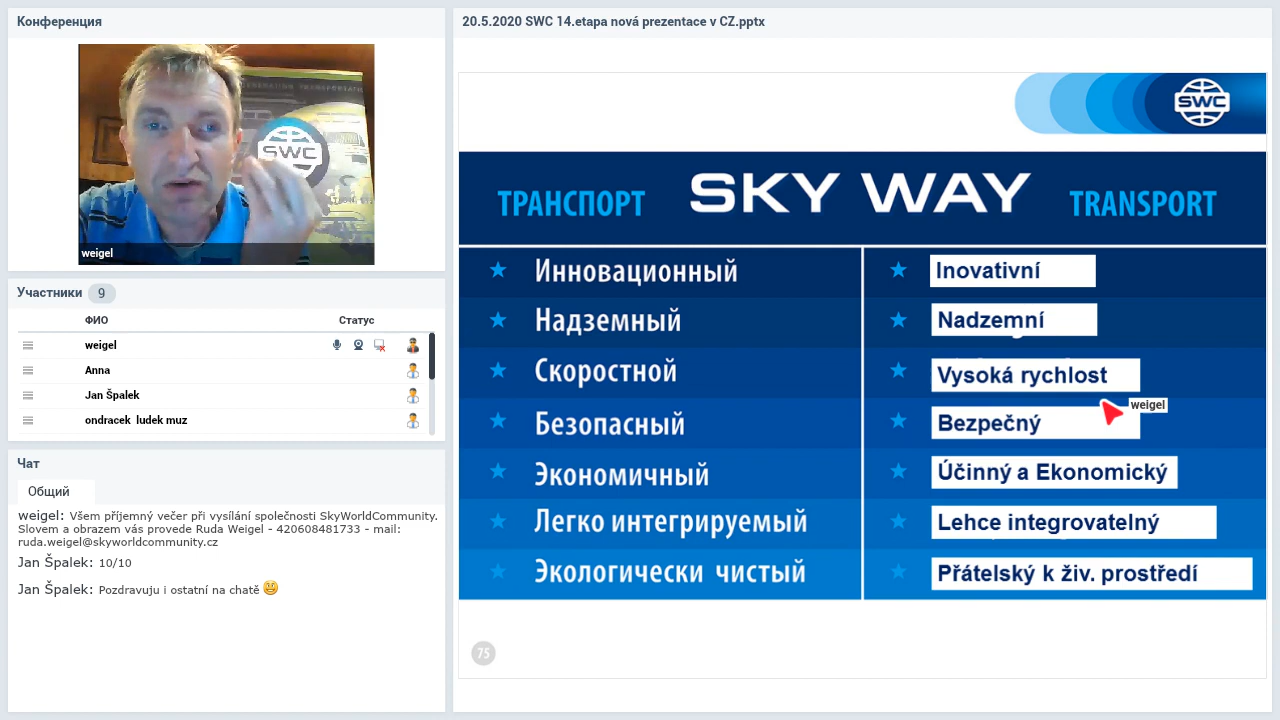 Конференция
weigel
SWC
Участники 9
ФИО Статус
weigel
Anna
Jan Špalek
ondracek ludek muz
Чат
Общий
weigel: Všem příjemný večer při vysílání společnosti SkyWorldCommunity.
Slovem a obrazem vás provede Ruda Weigel - 420608481733 - mail:
ruda.weigel@skyworldcommunity.cz
Jan Špalek: 10/10
Jan Špalek: Pozdravuju i ostatní na chatě
20.5.2020 SWC 14.etapa nová prezentace v CZ.pptx
SWC
ТРАНСПОРТ SKY WAY TRANSPORT
Инновационный Inovativní
Надземный Nadzemní
Скоростной Vysoká rychlost
weigel
Безопасный Bezpečný
Экономичный Účinný a Ekonomický
Легко интегрируемый Lehce integrovatelný
Экологически чистый Přátelský k živ. prostředí
75